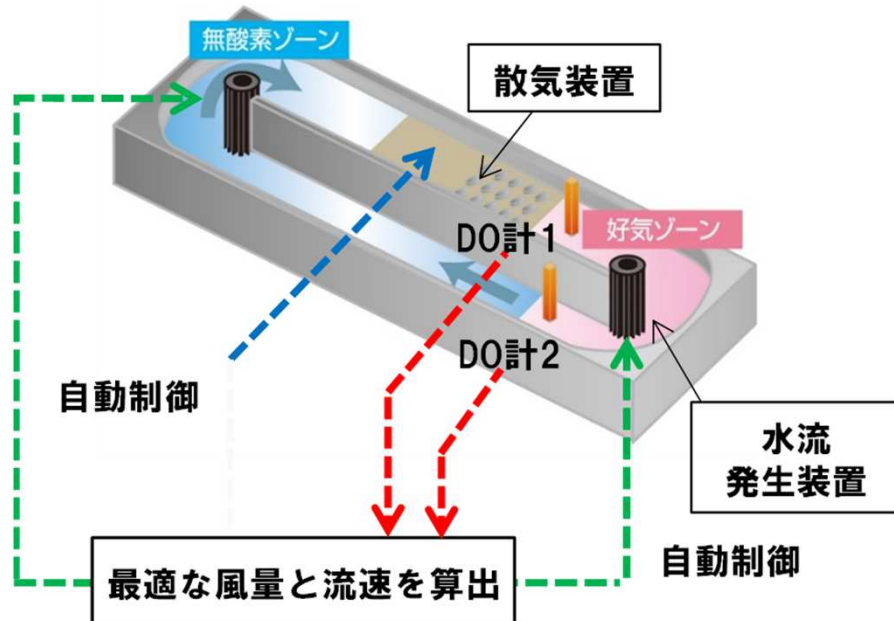 無酸素ゾーン
散気装置
DO計1
好気ゾーン
DO計2
自動制御
水流
発生装置
最適な風量と流速を算出
自動制御